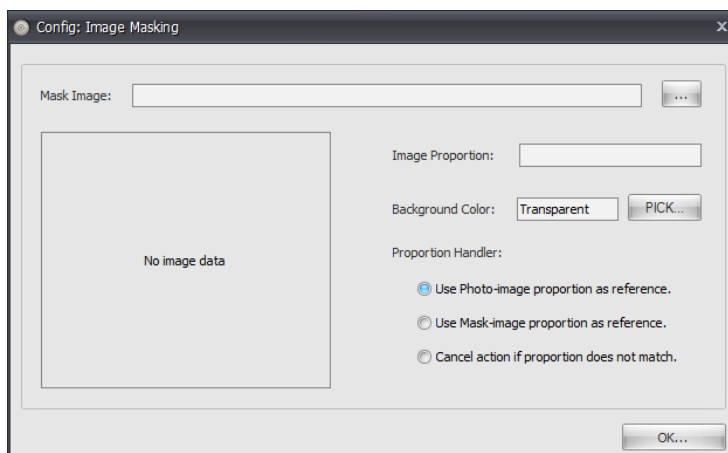 Config: Image Masking
x
Mask Image:
...
Image Proportion:
Background Color: Transparent PICK...
No image data
Proportion Handler:
Use Photo-image proportion as reference.
Use Mask-image proportion as reference.
Cancel action if proportion does not match.
OK...